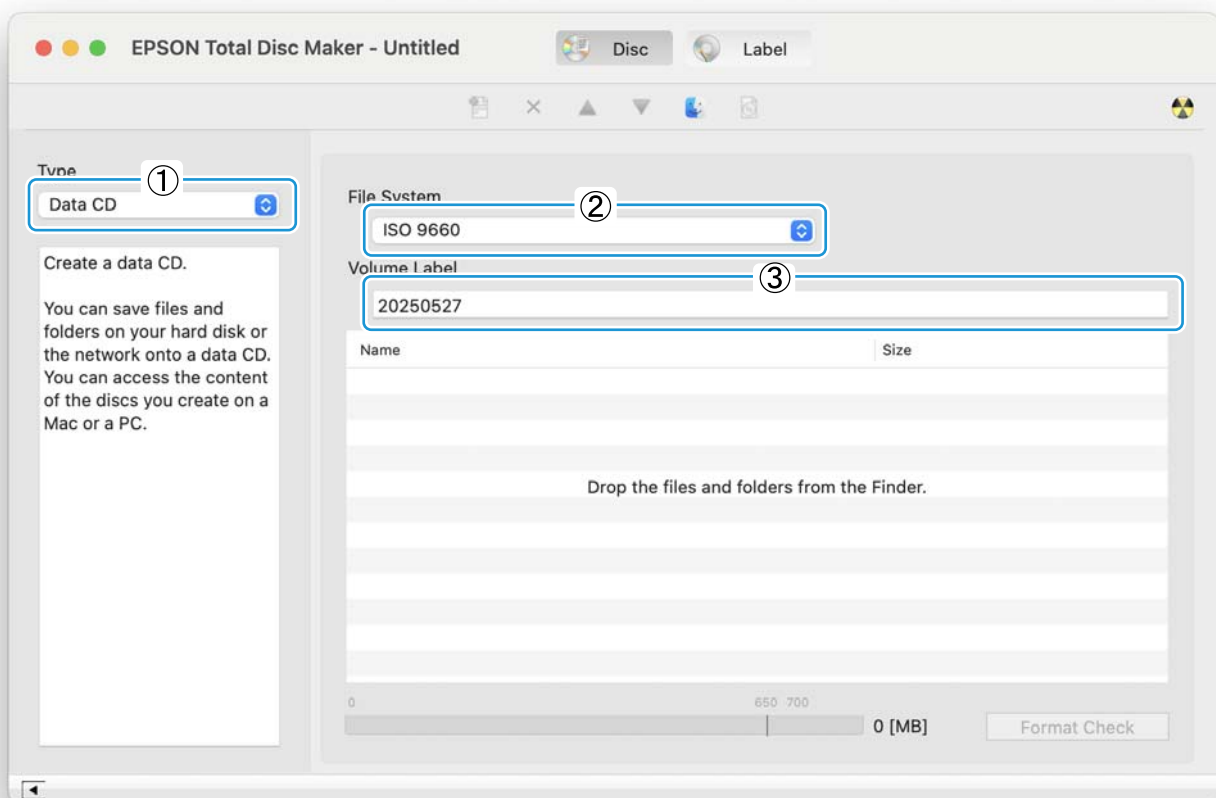 EPSON Total Disc Maker - Untitled
Disc
Label
Type
①
Data CD
Create a data CD.
You can save files and
folders on your hard disk or
the network onto a data CD.
You can access the content
of the discs you create on a
Mac or a PC.
File System
②
ISO 9660
Volume Label
③
20250527
Name Size
Drop the files and folders from the Finder.
0 650 700
0 [MB]
Format Check